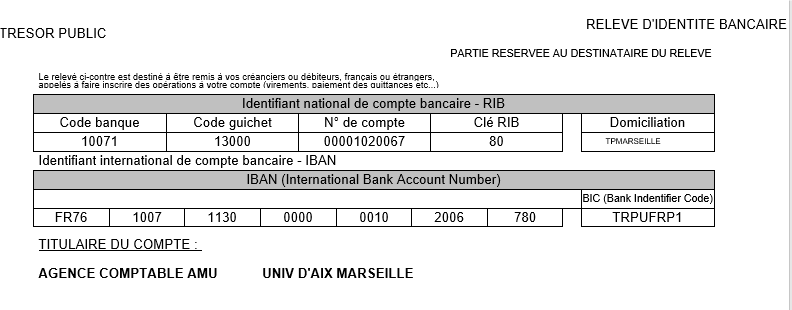 RELEVE D'IDENTITE BANCAIRE
TRESOR PUBLIC
PARTIE RESERVEE AU DESTINATAIRE DU RELEVE
Le relevé ci-contre est destiné à être remis à vos créanciers ou débiteurs, français ou étrangers,
appelés à faire inscrire des opérations à votre compte (virements, paiement des quittances etc...)
Identifiant national de compte bancaire - RIB
Code banque Code guichet N° de compte Clé RIB Domiciliation
10071 13000 00001020067 80 TPMARSEILLE
Identifiant international de compte bancaire - IBAN
IBAN (International Bank Account Number)
BIC (Bank Indentifier Code)
FR76 1007 1130 0000 0010 2006 780 TRPUFRP1
TITULAIRE DU COMPTE :
AGENCE COMPTABLE AMU UNIV D'AIX MARSEILLE